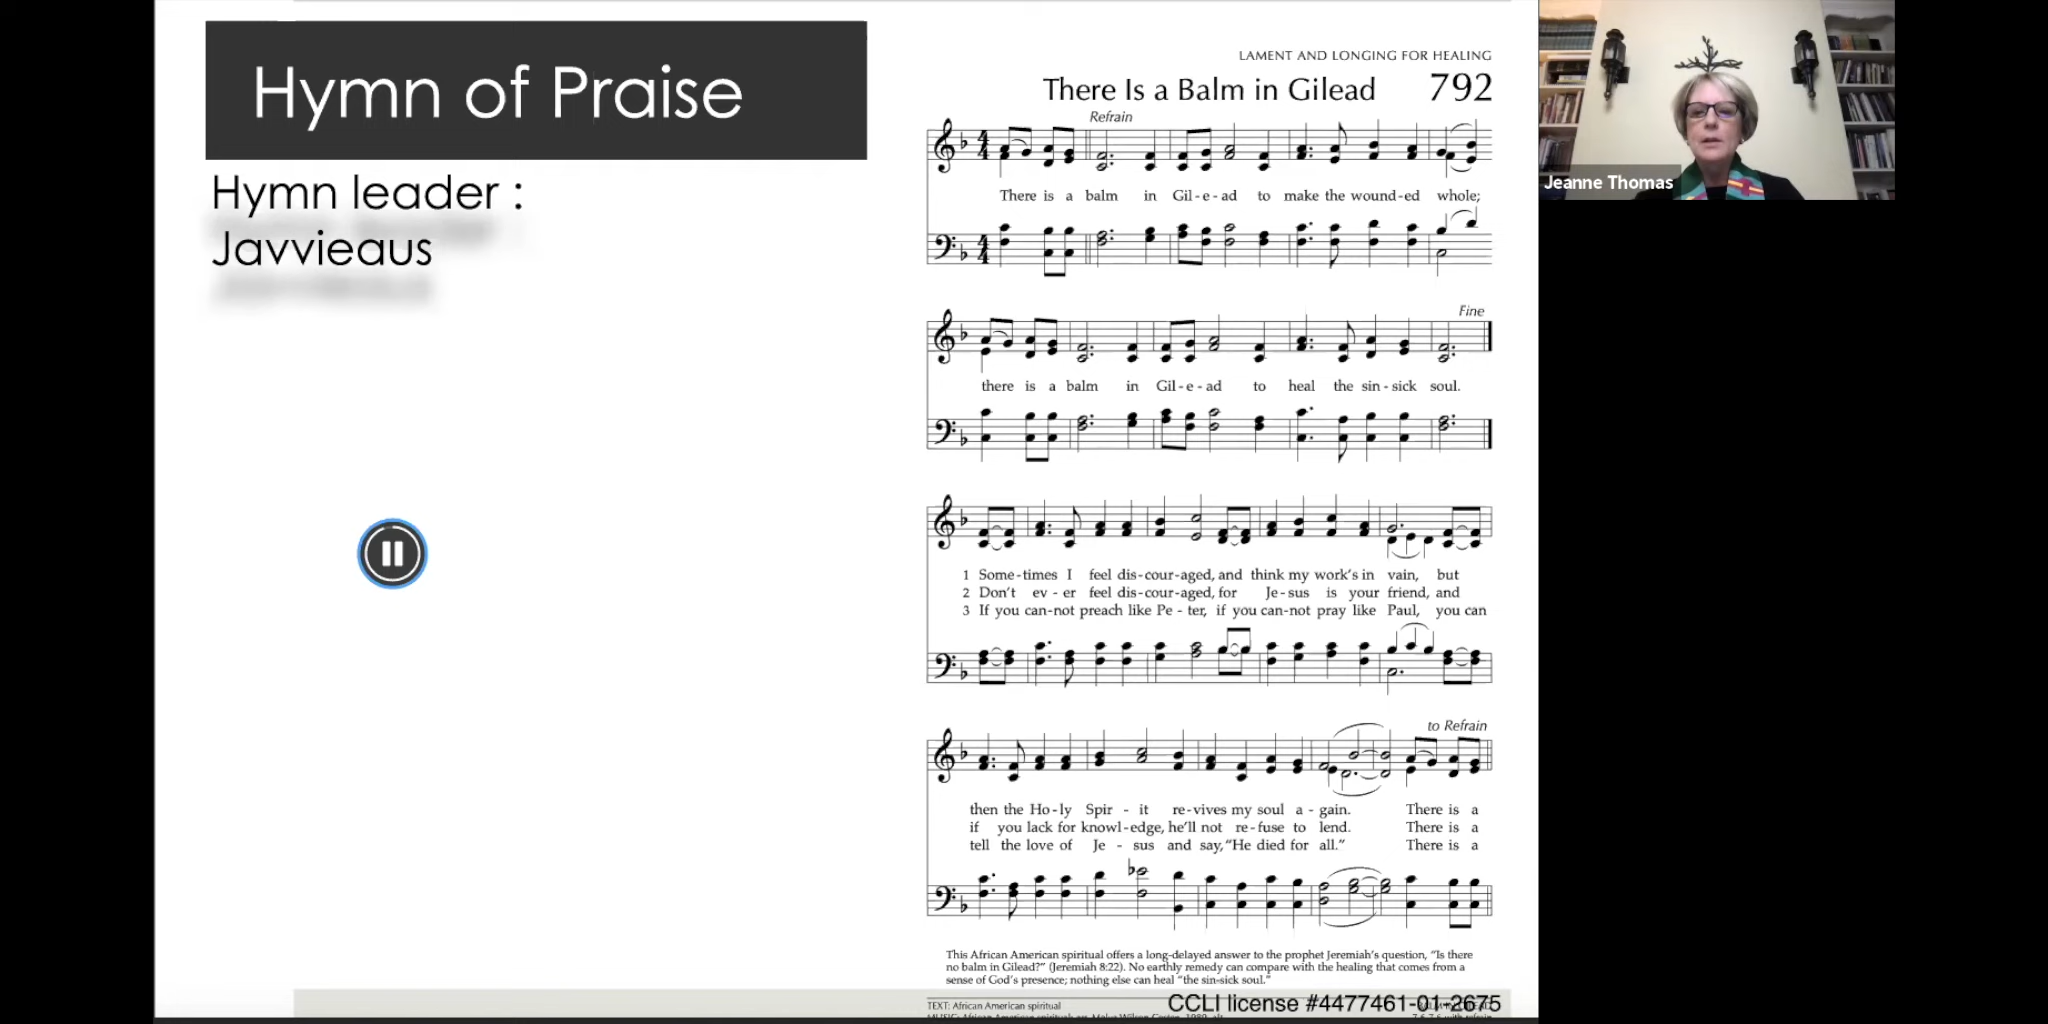 Hymn of Praise
Hymn leader :
Javvieaus
LAMENT AND LONGING FOR HEALING
There Is a Balm in Gilead 792
Refrain
There is a balm in Gil-e-ad to make the wound-ed whole;
Fine
there is a balm in Gil-e-ad to heal the sin-sick soul.
1 Some-times I feel dis-cour-aged, and think my work's in vain, but
2 Don't ev-er feel dis-cour-aged, for Je-sus is your friend, and
3 If you can-not preach like Pe-ter, if you can-not pray like Paul, you can
to Refrain
then the Ho-ly Spir-it re-vives my soul a-gain. There is a
if you lack for knowl-edge, he'll not re-fuse to lend. There is a
tell the love of Je-sus and say, "He died for all." There is a
This African American spiritual offers a long-delayed answer to the prophet Jeremiah's question, "Is there
no balm in Gilead?" (Jeremiah 8:22). No earthly remedy can compare with the healing that comes from a
sense of God's presence; nothing else can heal "the sin-sick soul."
TEXT: African American spiritual
CCLI license #4477461-01-2675
Jeanne Thomas